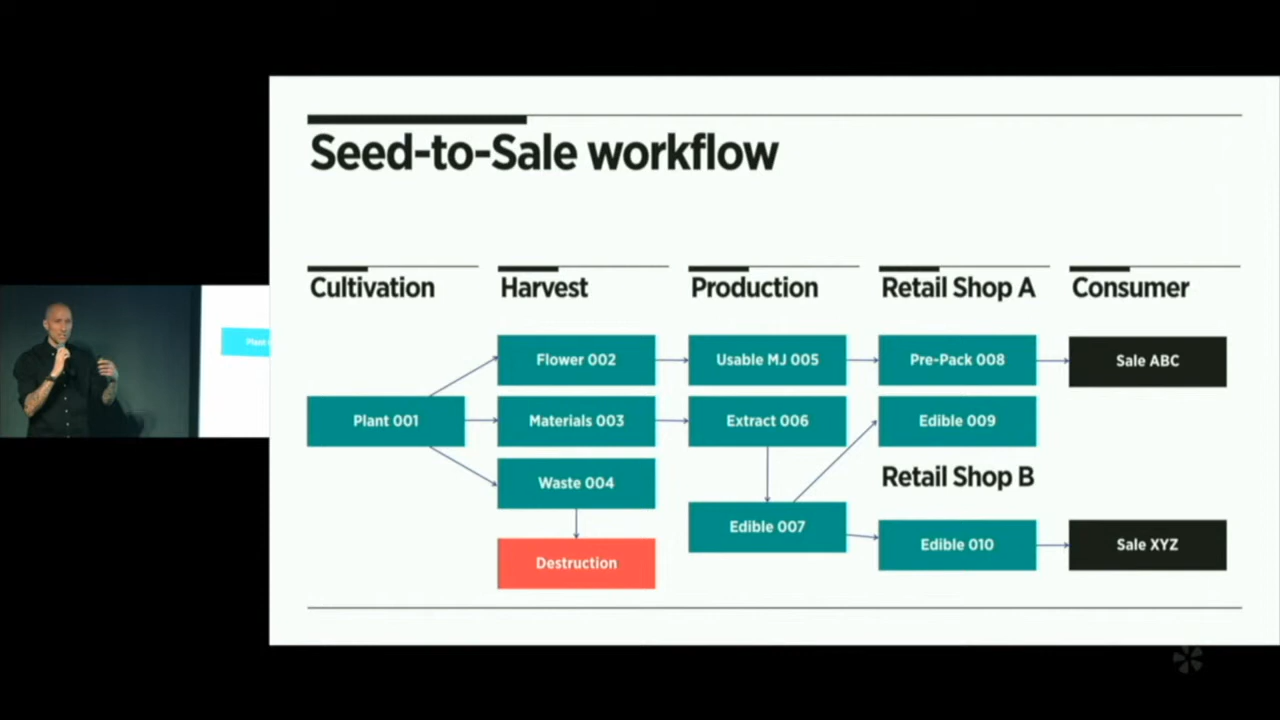 Seed-to-Sale workflow
Cultivation
Harvest
Production
Retail Shop A
Consumer
Flower 002
Usable MJ 005
Pre-Pack 008
Sale ABC
Plant 001
Materials 003
Extract 006
Edible 009
Waste 004
Retail Shop B
Edible 007
Edible 010
Sale XYZ
Destruction
Plant